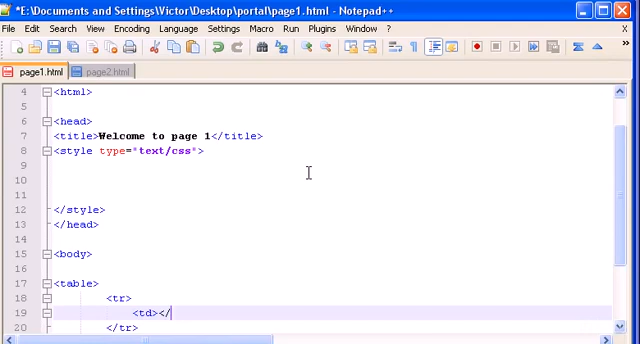 *E:\Documents and Settings\Victor\Desktop\portal\page1.html - Notepad++
File Edit Search View Encoding Language Settings Macro Run Plugins Window ?
X
page1.html page2.html
4 <html>
5
6 <head>
7 <title>Welcome to page 1</title>
8 <style type="text/css">
9
10
11
12 </style>
13 </head>
14
15 <body>
16
17 <table>
18 <tr>
19 <td></
20 </tr>